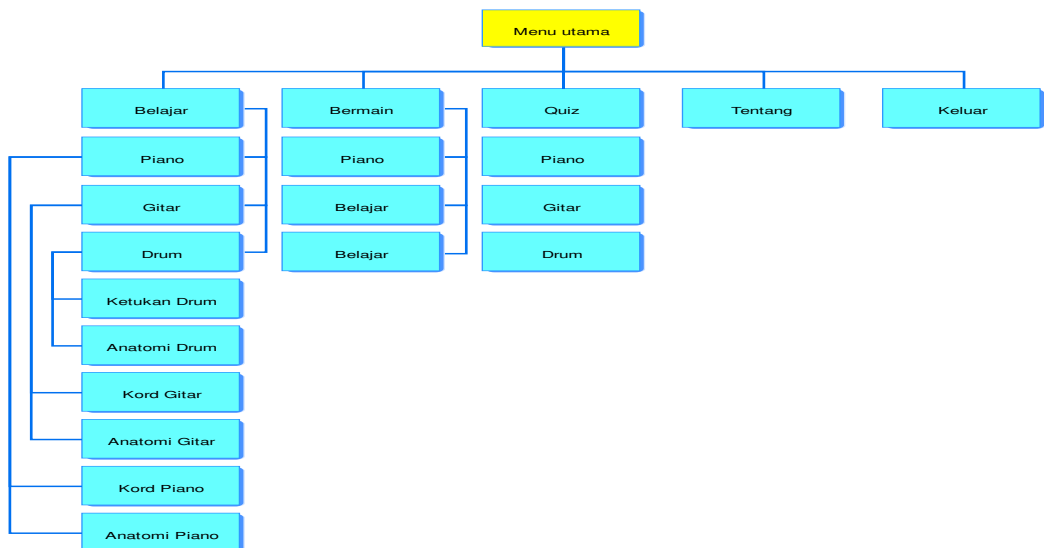 Menu utama
Belajar
Bermain
Quiz
Tentang
Keluar
Piano
Piano
Piano
Gitar
Belajar
Gitar
Drum
Belajar
Drum
Ketukan Drum
Anatomi Drum
Kord Gitar
Anatomi Gitar
Kord Piano
Anatomi Piano